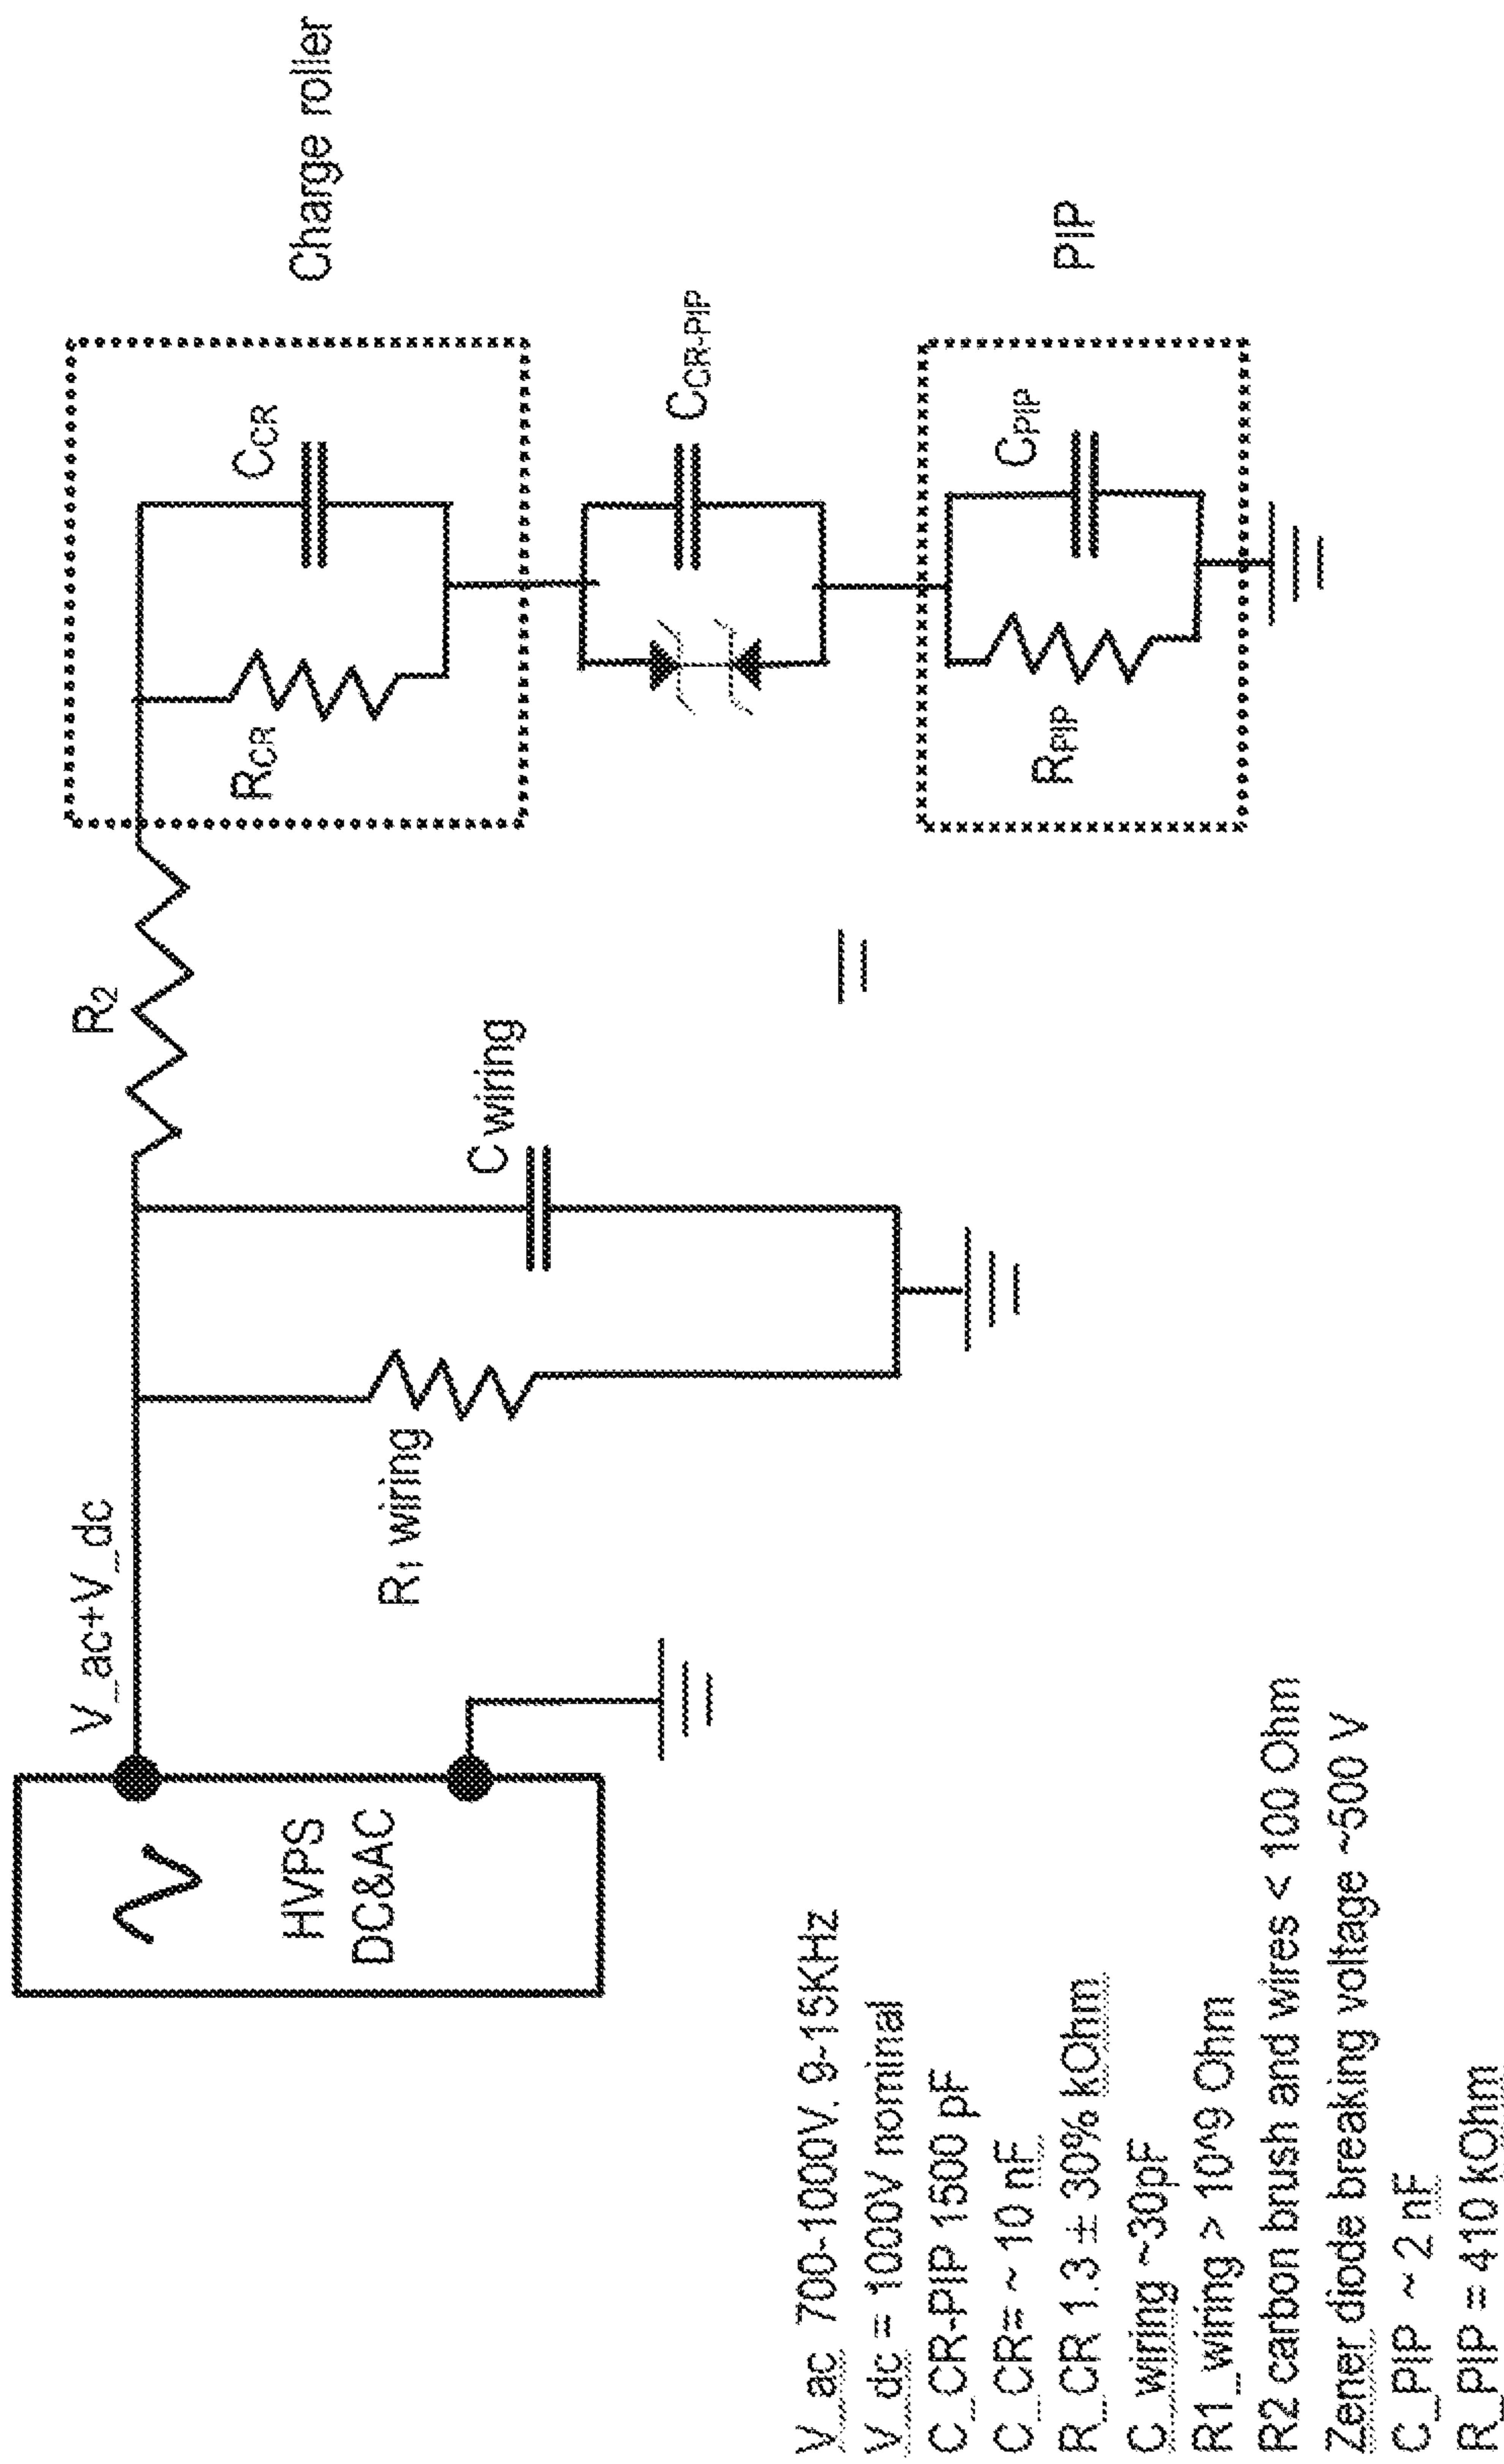 V_ac+V_dc
HVPS
DC&AC
R1 wiring
C wiring
R2
RCR
CCR
Charge roller
CCR-PIP
RPIP
CPIP
PIP
V_ac 700-1000V, 9-15KHz
V_dc = 1000V nominal
C_CR-PIP 1500 pF
C_CR= ~ 10 nF
R_CR 1.3 ± 30% kOhm
C_wiring ~30pF
R1_wiring > 10^9 Ohm
R2 carbon brush and wires < 100 Ohm
Zener diode breaking voltage ~500 V
C_PIP ~ 2 nF
R_PIP = 410 kOhm